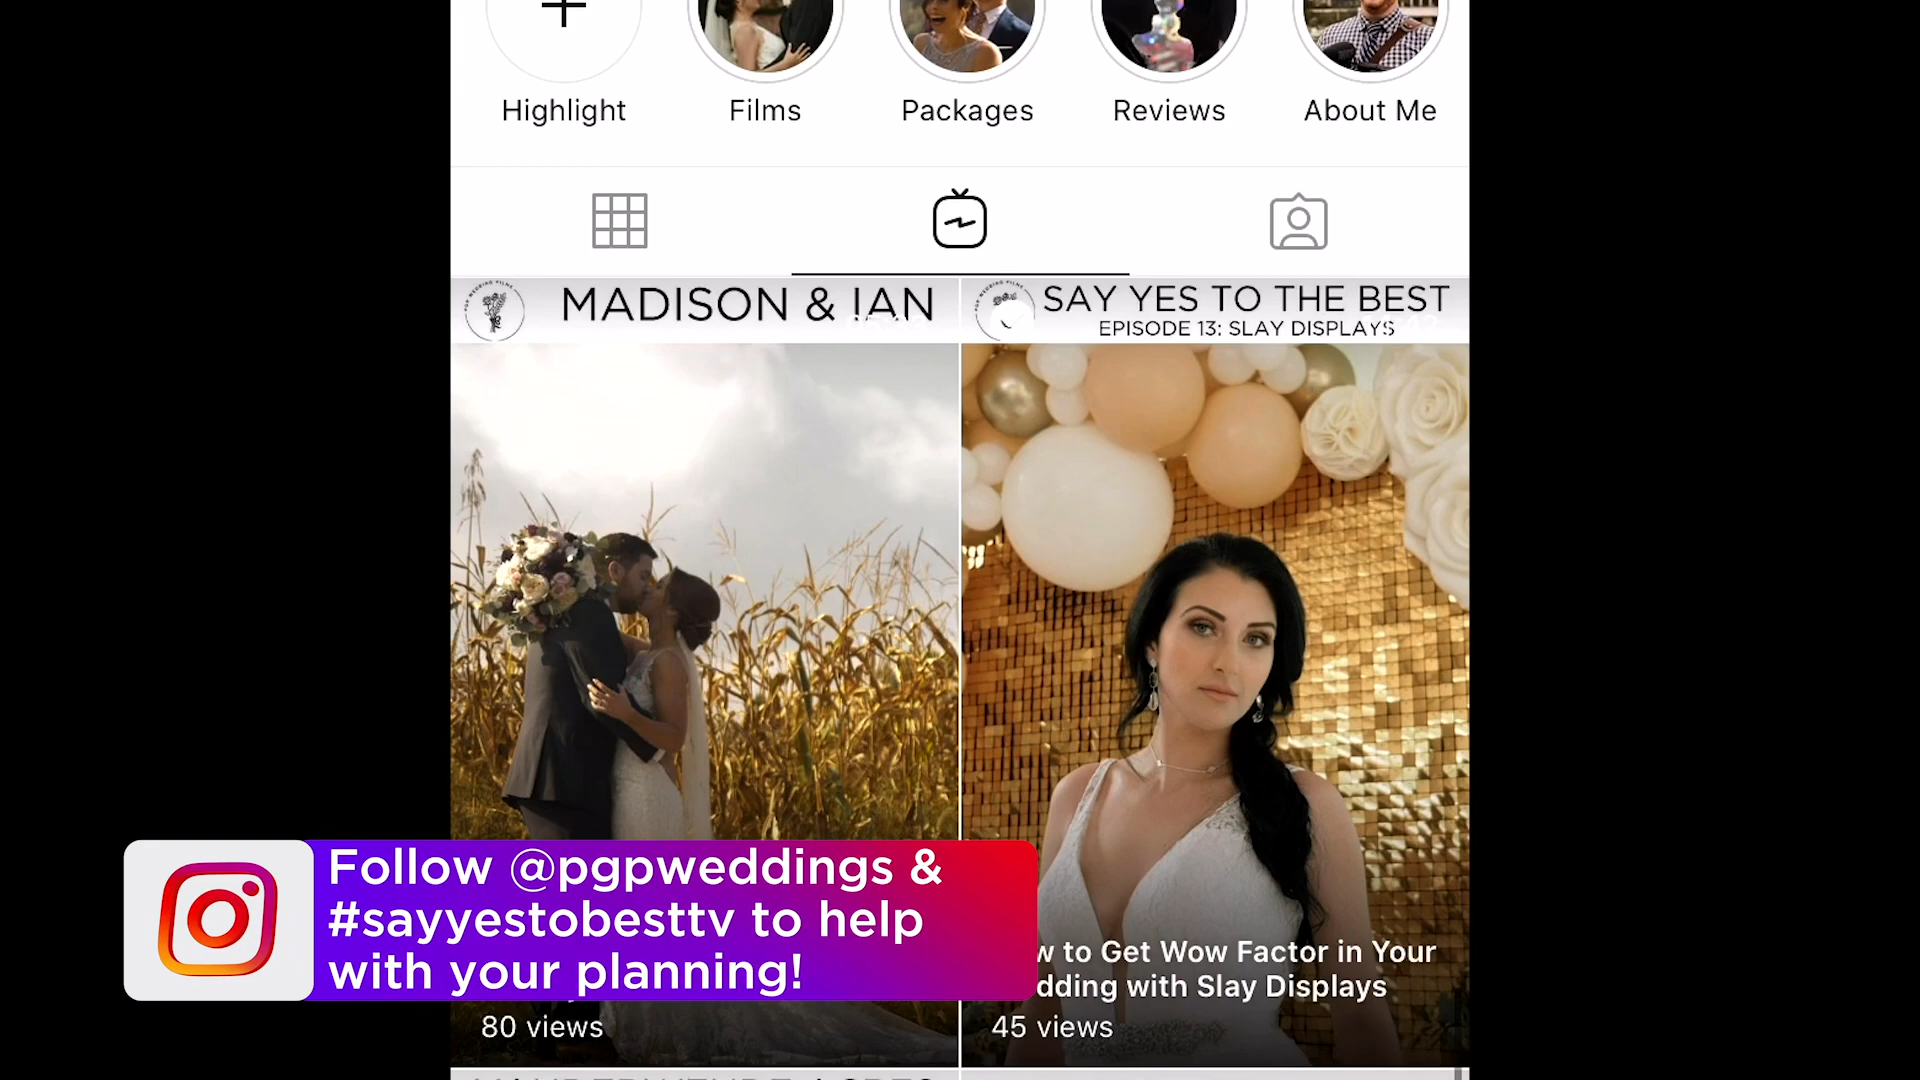 Highlight
Films
Packages
Reviews
About Me
MADISON & IAN
SAY YES TO THE BEST
EPISODE 13: SLAY DISPLAYS
Follow @pgpweddings &
#sayyestobesttv to help
with your planning!
to Get Wow Factor in Your
with Slay Displays
80 views
45 views